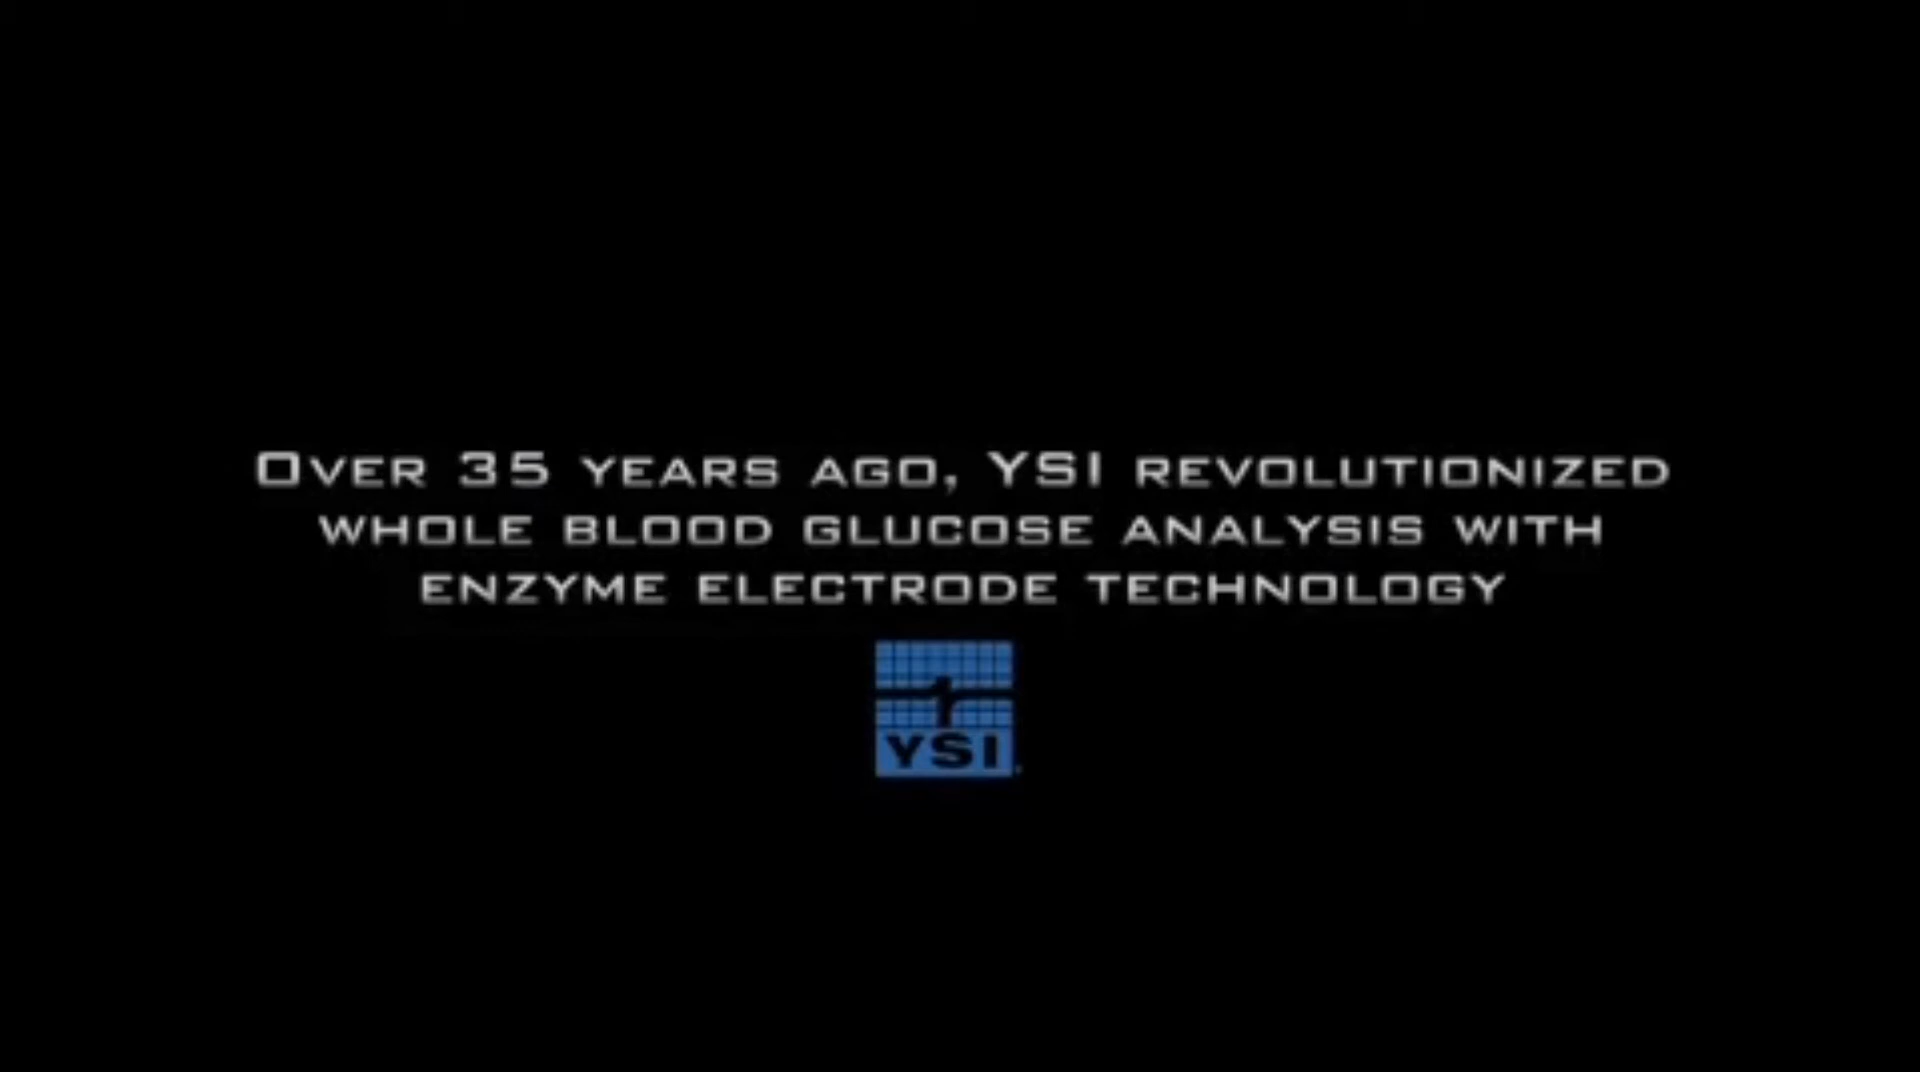 Over 35 years ago, YSI revolutionized
whole blood glucose analysis with
enzyme electrode technology
YSI